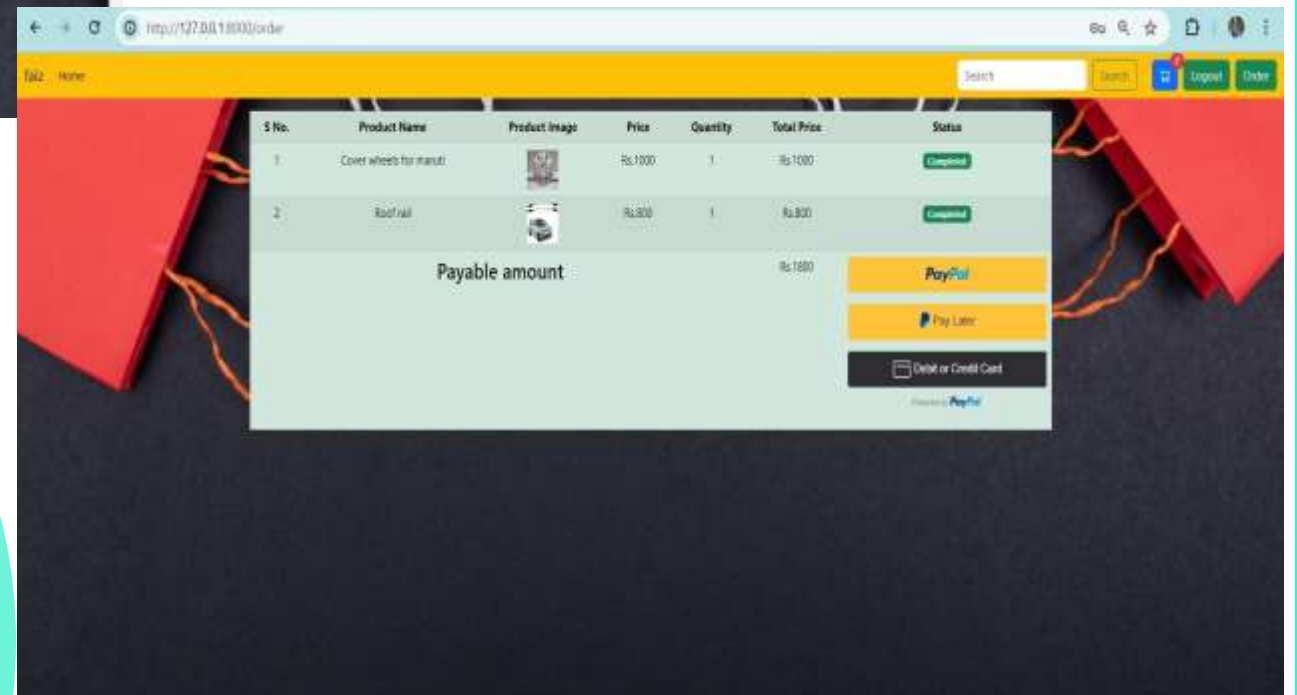 http://127.0.0.1:8000/order
Taiz Home Search Search Logout Order
S No. Product Name Product Image Price Quantity Total Price Status
1 Cover wheels for maruti Rs.1000 1 Rs.1000 Completed
2 Roof rail Rs.800 1 Rs.800 Completed
Payable amount Rs.1800 PayPal
Pay Later
Debit or Credit Card
Powered by PayPal